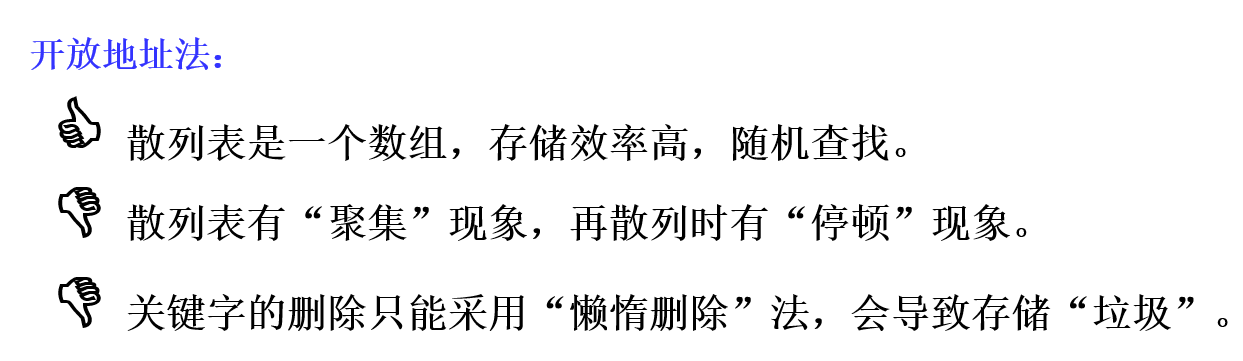 开放地址法：
散列表是一个数组，存储效率高，随机查找。
散列表有“聚集”现象，再散列时有“停顿”现象。
关键字的删除只能采用“懒惰删除”法，会导致存储“垃圾”。